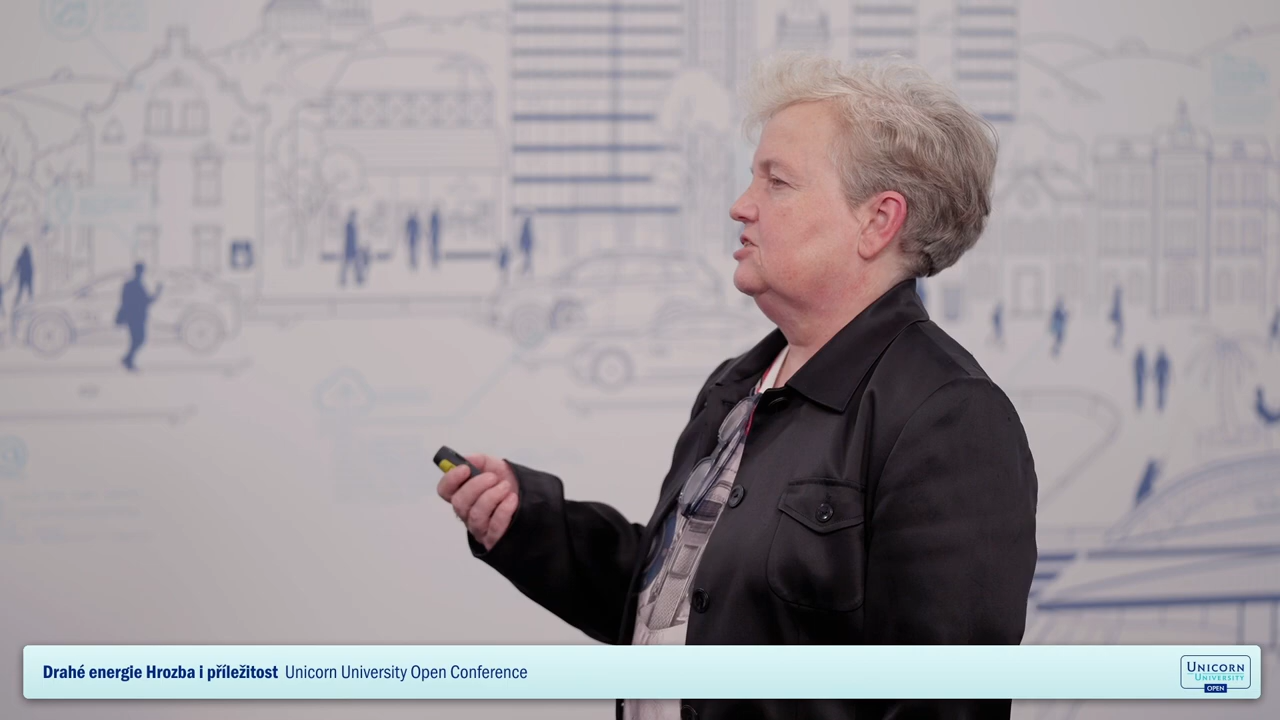 Drahé energie Hrozba i příležitost Unicorn University Open Conference
UNICORN
UNIVERSITY
OPEN